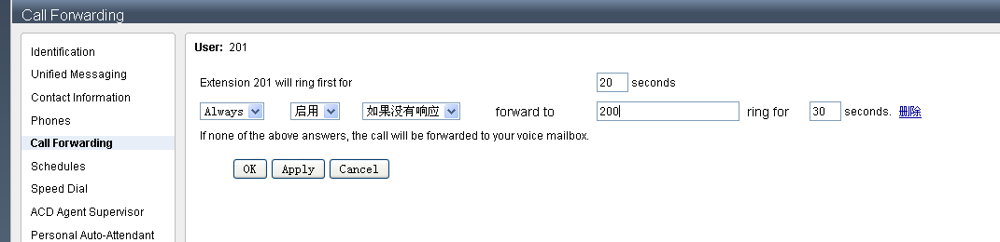 Call Forwarding
Identification
Unified Messaging
Contact Information
Phones
Call Forwarding
Schedules
Speed Dial
ACD Agent Supervisor
Personal Auto-Attendant
User: 201
Extension 201 will ring first for 20 seconds
Always 启用 如果没有响应 forward to 200 ring for 30 seconds. 删除
If none of the above answers, the call will be forwarded to your voice mailbox.
OK Apply Cancel